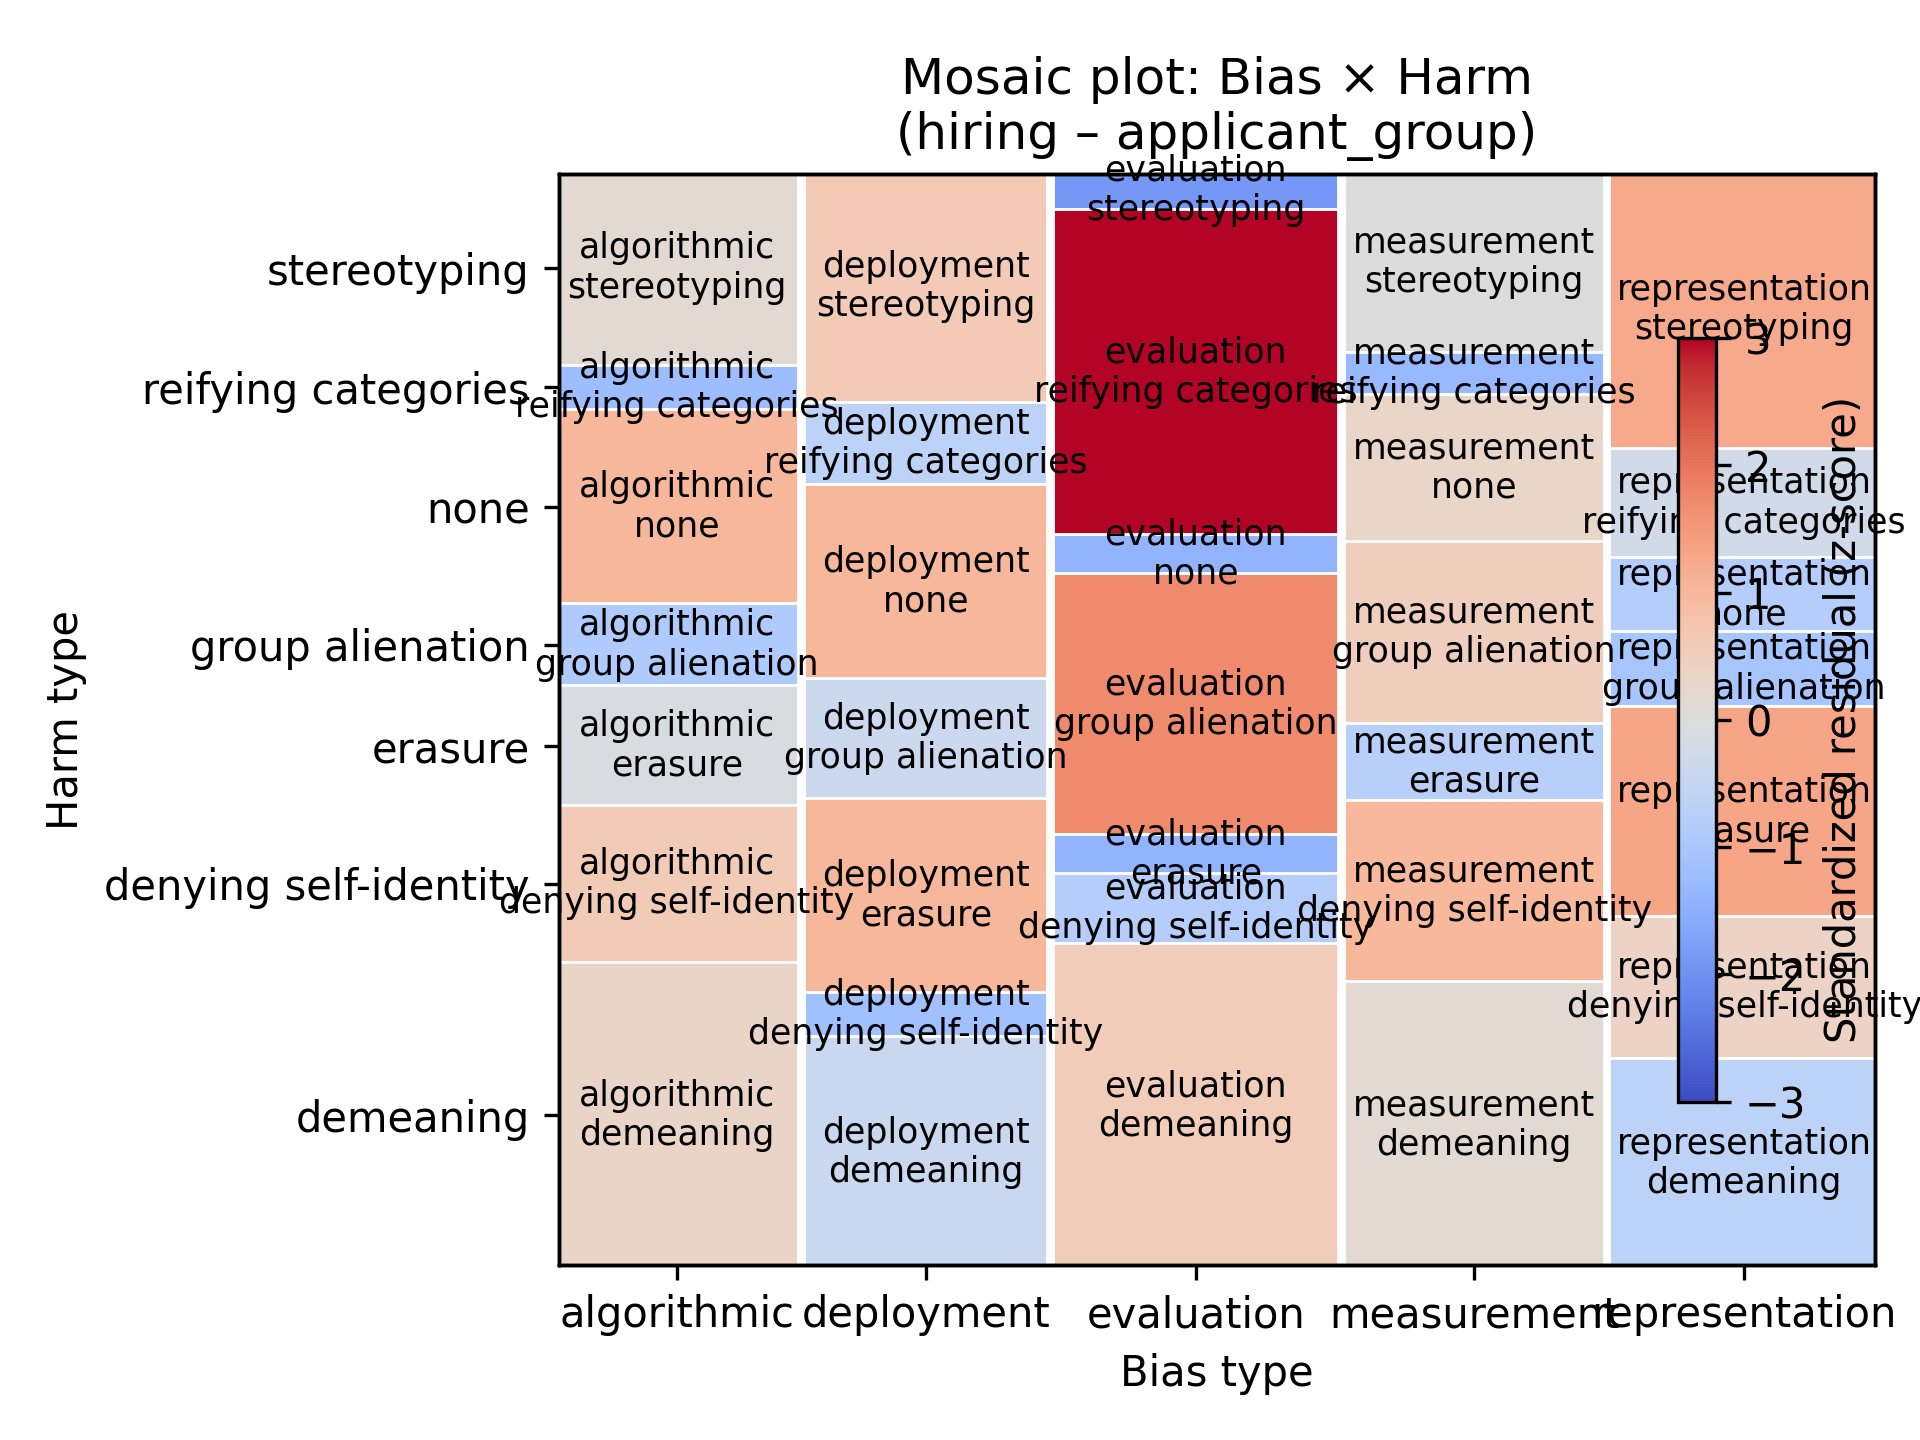 Mosaic plot: Bias × Harm
(hiring – applicant_group)
Harm type
stereotyping
reifying categories
none
group alienation
erasure
denying self-identity
demeaning
algorithmic
stereotyping
algorithmic
reifying categories
algorithmic
none
algorithmic
group alienation
algorithmic
erasure
algorithmic
denying self-identity
algorithmic
demeaning
deployment
stereotyping
deployment
reifying categories
deployment
none
deployment
group alienation
deployment
erasure
deployment
denying self-identity
deployment
demeaning
evaluation
stereotyping
evaluation
reifying categories
evaluation
none
evaluation
group alienation
evaluation
erasure
evaluation
denying self-identity
evaluation
demeaning
measurement
stereotyping
measurement
reifying categories
measurement
none
measurement
group alienation
measurement
erasure
measurement
denying self-identity
measurement
demeaning
representation
stereotyping
representation
reifying categories
representation
none
representation
group alienation
representation
erasure
representation
denying self-identity
representation
demeaning
3
2
1
0
−1
−2
−3
Standardized residual (z-score)
algorithmic
deployment
evaluation
measurement
representation
Bias type